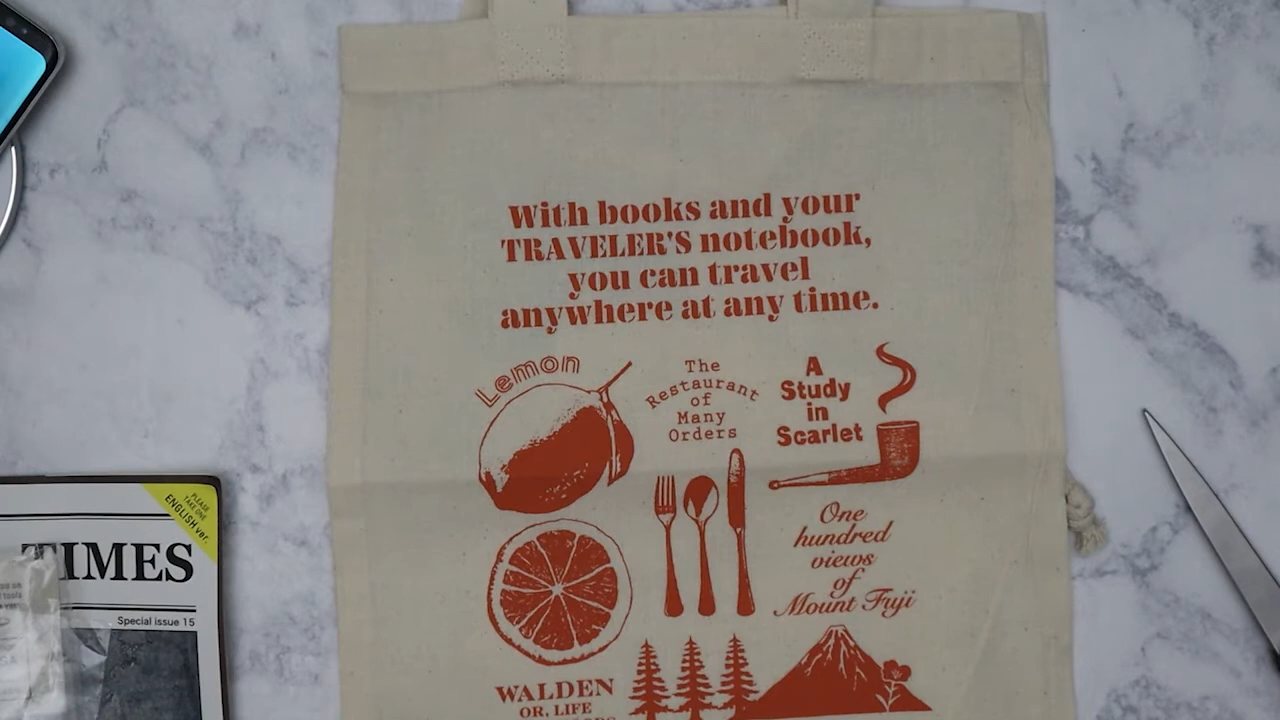 With books and your
TRAVELER'S notebook,
you can travel
anywhere at any time.
Lemon
The
Restaurant
of
Many
Orders
A
Study
in
Scarlet
One
hundred
views
of
Mount Fuji
WALDEN
OR, LIFE
PLEASE
TAKE ONE
ENGLISH ver.
TIMES
Special issue 15